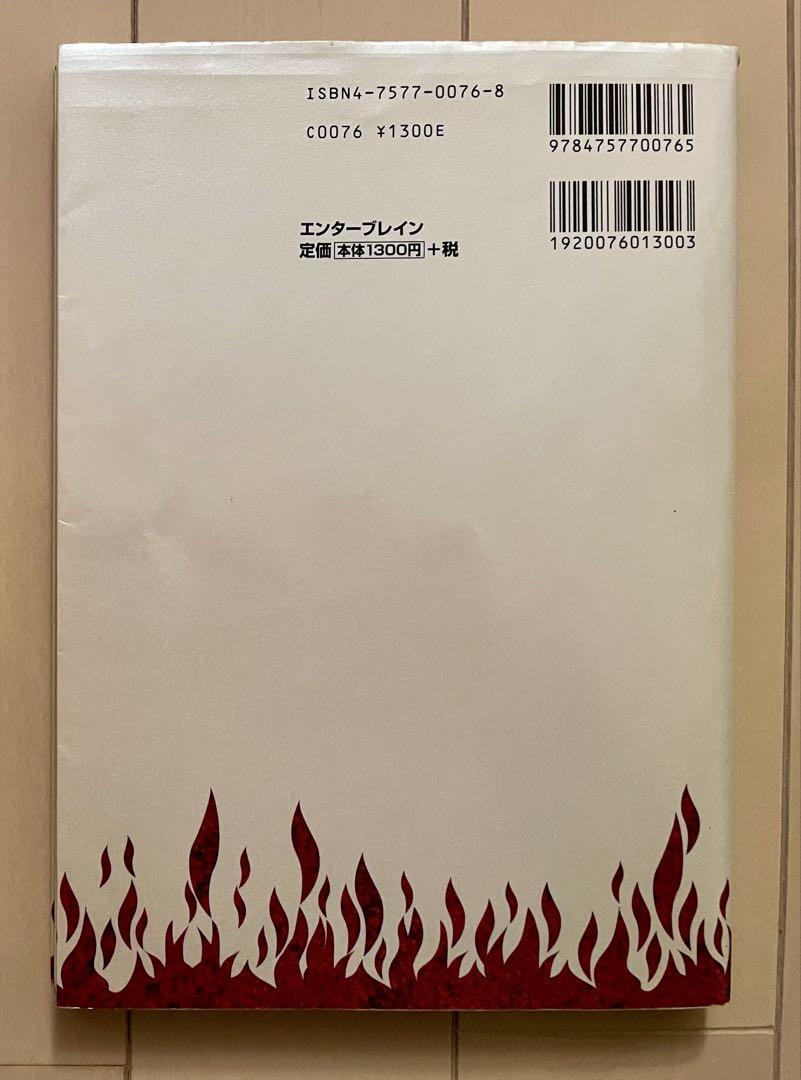 ISBN4-7577-0076-8
C0076 ¥1300E
9784757700765
1920076013003
エンターブレイン
定価 本体1300円 +税